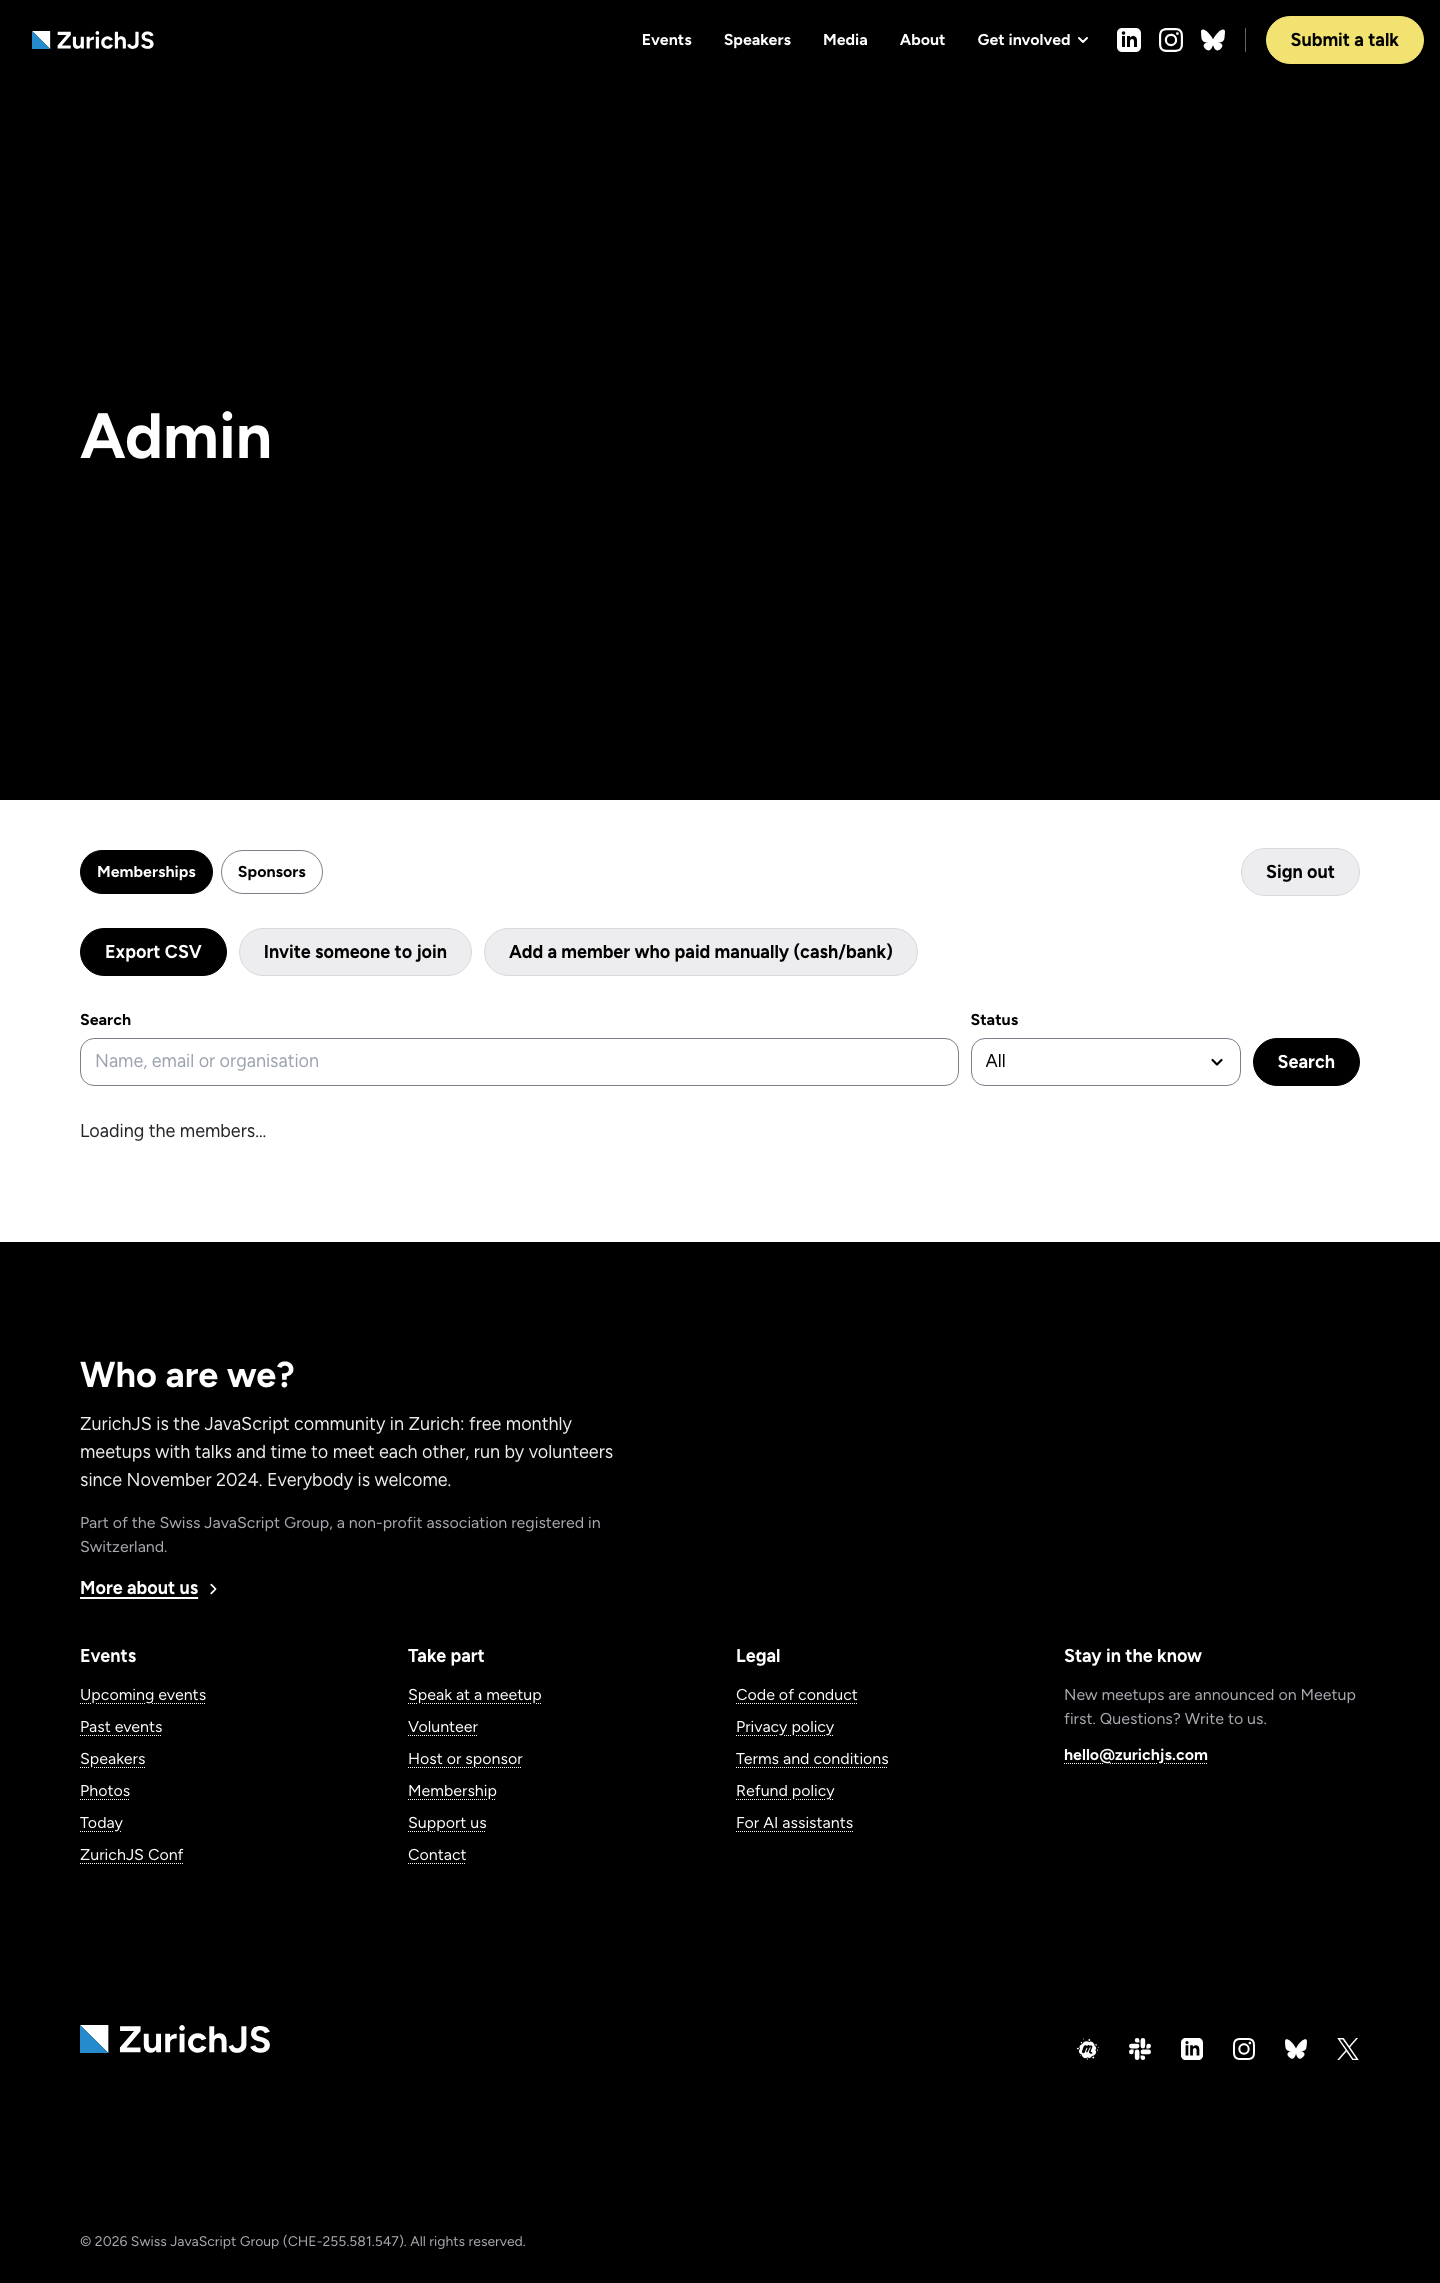 ZurichJS
Events
Speakers
Media
About
Get involved
Submit a talk
Admin
Memberships
Sponsors
Sign out
Export CSV
Invite someone to join
Add a member who paid manually (cash/bank)
Search
Status
Name, email or organisation
All
Search
Loading the members…
Who are we?
ZurichJS is the JavaScript community in Zurich: free monthly
meetups with talks and time to meet each other, run by volunteers
since November 2024. Everybody is welcome.
Part of the Swiss JavaScript Group, a non-profit association registered in
Switzerland.
More about us
Events
Upcoming events
Past events
Speakers
Photos
Today
ZurichJS Conf
Take part
Speak at a meetup
Volunteer
Host or sponsor
Membership
Support us
Contact
Legal
Code of conduct
Privacy policy
Terms and conditions
Refund policy
For AI assistants
Stay in the know
New meetups are announced on Meetup
first. Questions? Write to us.
hello@zurichjs.com
ZurichJS
© 2026 Swiss JavaScript Group (CHE-255.581.547). All rights reserved.